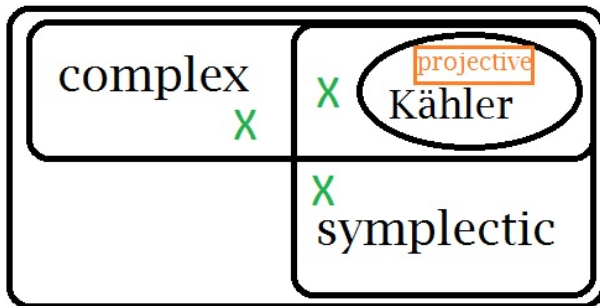 projective
complex
X
Kähler
X
X
symplectic